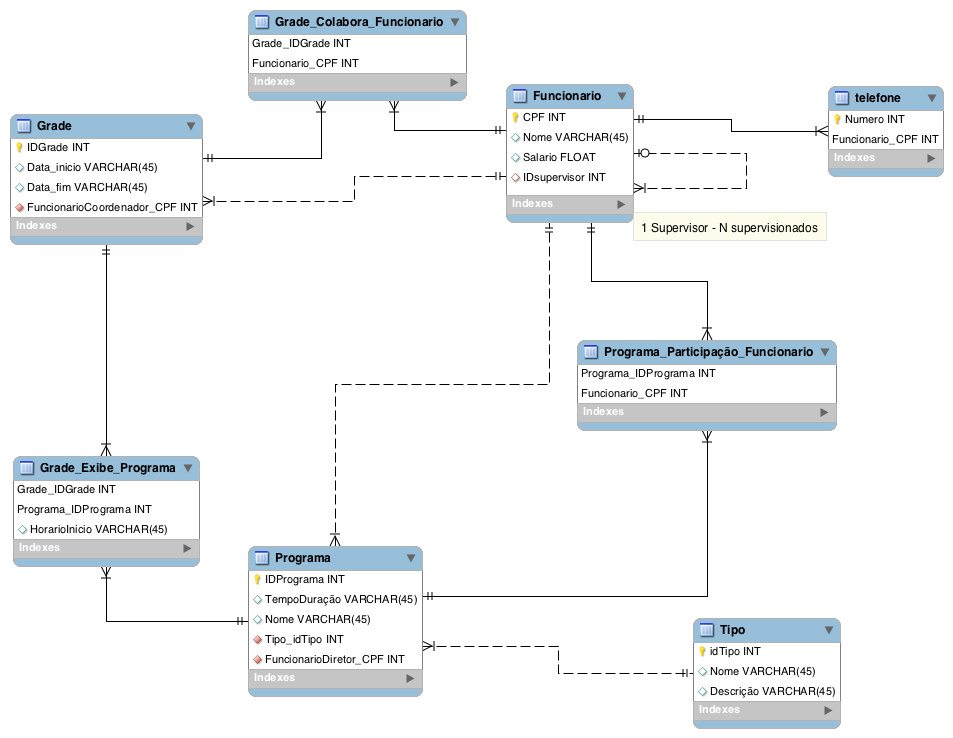 Grade_Colabora_Funcionario
Grade_IDGrade INT
Funcionario_CPF INT
Indexes
Funcionario
CPF INT
Nome VARCHAR(45)
Salario FLOAT
IDsupervisor INT
Indexes
telefone
Numero INT
Funcionario_CPF INT
Indexes
Grade
IDGrade INT
Data_inicio VARCHAR(45)
Data_fim VARCHAR(45)
FuncionarioCoordenador_CPF INT
Indexes
1 Supervisor - N supervisionados
Programa_Participação_Funcionario
Programa_IDPrograma INT
Funcionario_CPF INT
Indexes
Grade_Exibe_Programa
Grade_IDGrade INT
Programa_IDPrograma INT
HorarioInicio VARCHAR(45)
Indexes
Programa
IDPrograma INT
TempoDuração VARCHAR(45)
Nome VARCHAR(45)
Tipo_idTipo INT
FuncionarioDiretor_CPF INT
Indexes
Tipo
idTipo INT
Nome VARCHAR(45)
Descrição VARCHAR(45)
Indexes